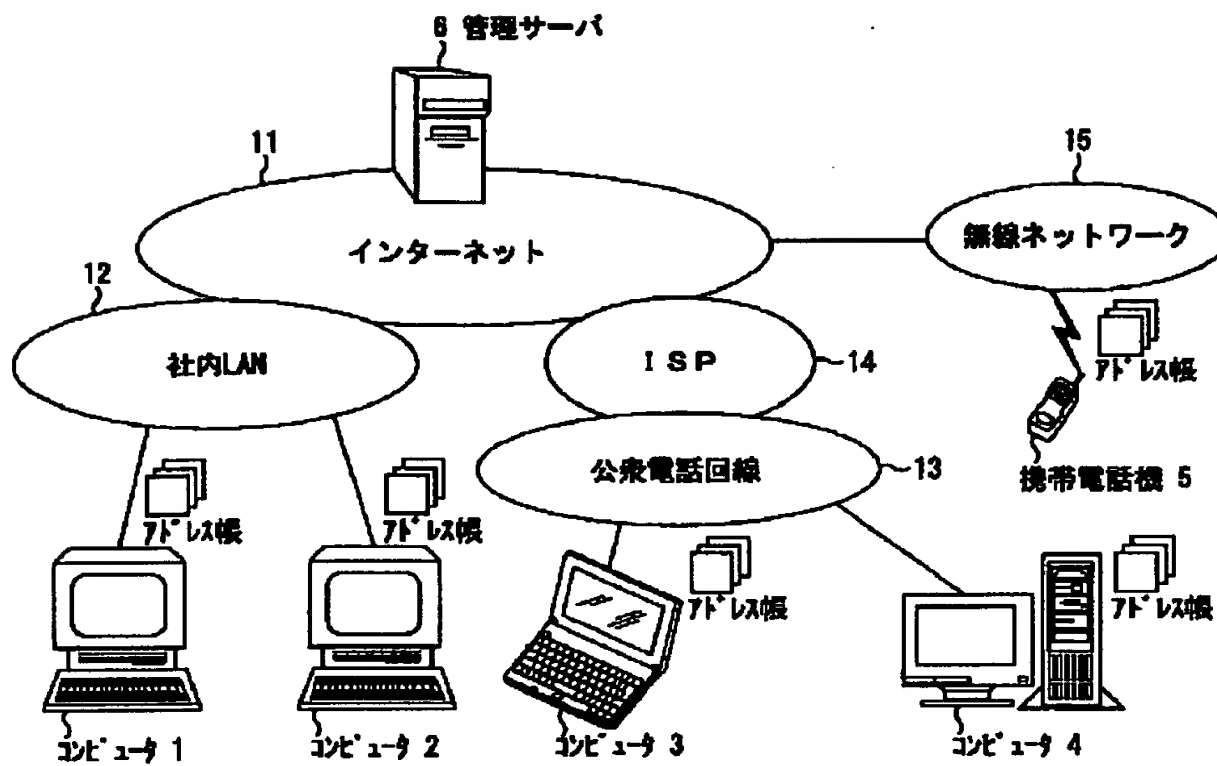 6 管理サーバ
11
15
インターネット
無線ネットワーク
12
社内LAN
ISP
14
アドレス帳
公衆電話回線
13
携帯電話機 5
アドレス帳
アドレス帳
アドレス帳
アドレス帳
コンピュータ 1
コンピュータ 2
コンピュータ 3
コンピュータ 4